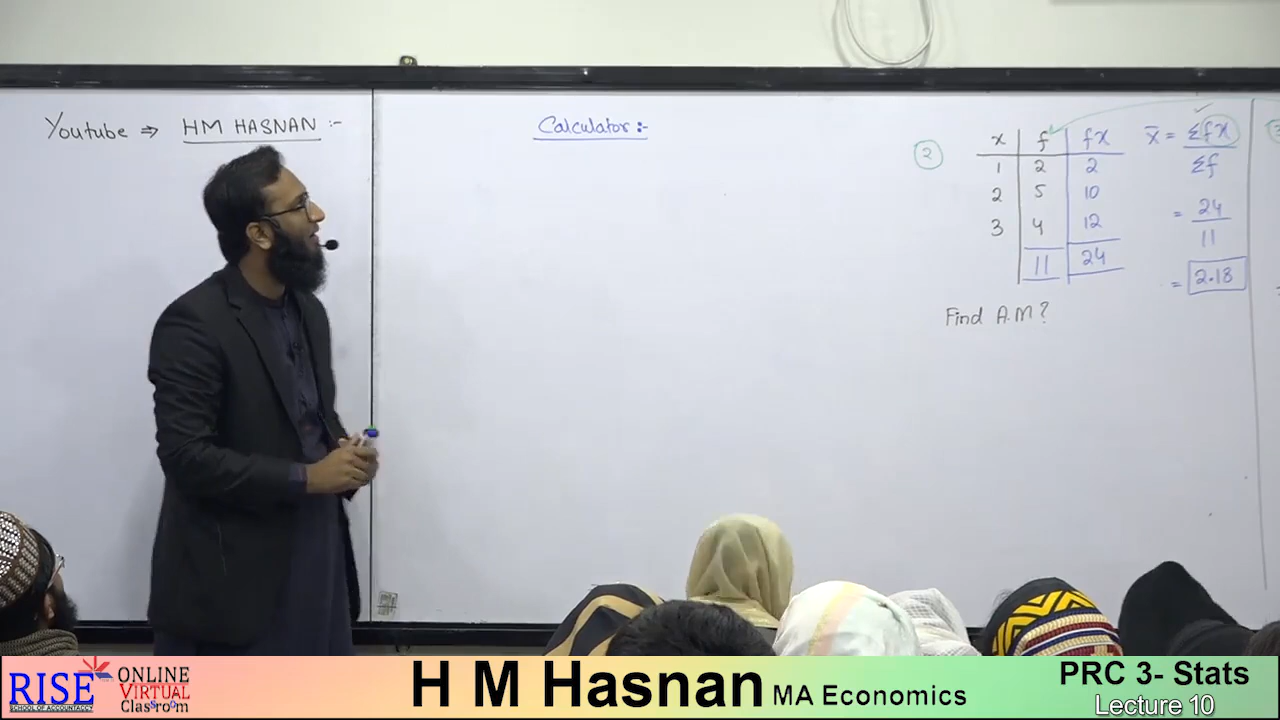 Youtube ⇒ HM HASNAN :-
Calculator :-
2
x f fx
1 2 2
2 5 10
3 4 12
11 24
x̄ = Σfx / Σf
= 24 / 11
= 2.18
Find A.M?
RISE
SCHOOL OF ACCOUNTANCY
ONLINE
VIRTUAL
Classroom
H M Hasnan MA Economics
PRC 3- Stats
Lecture 10